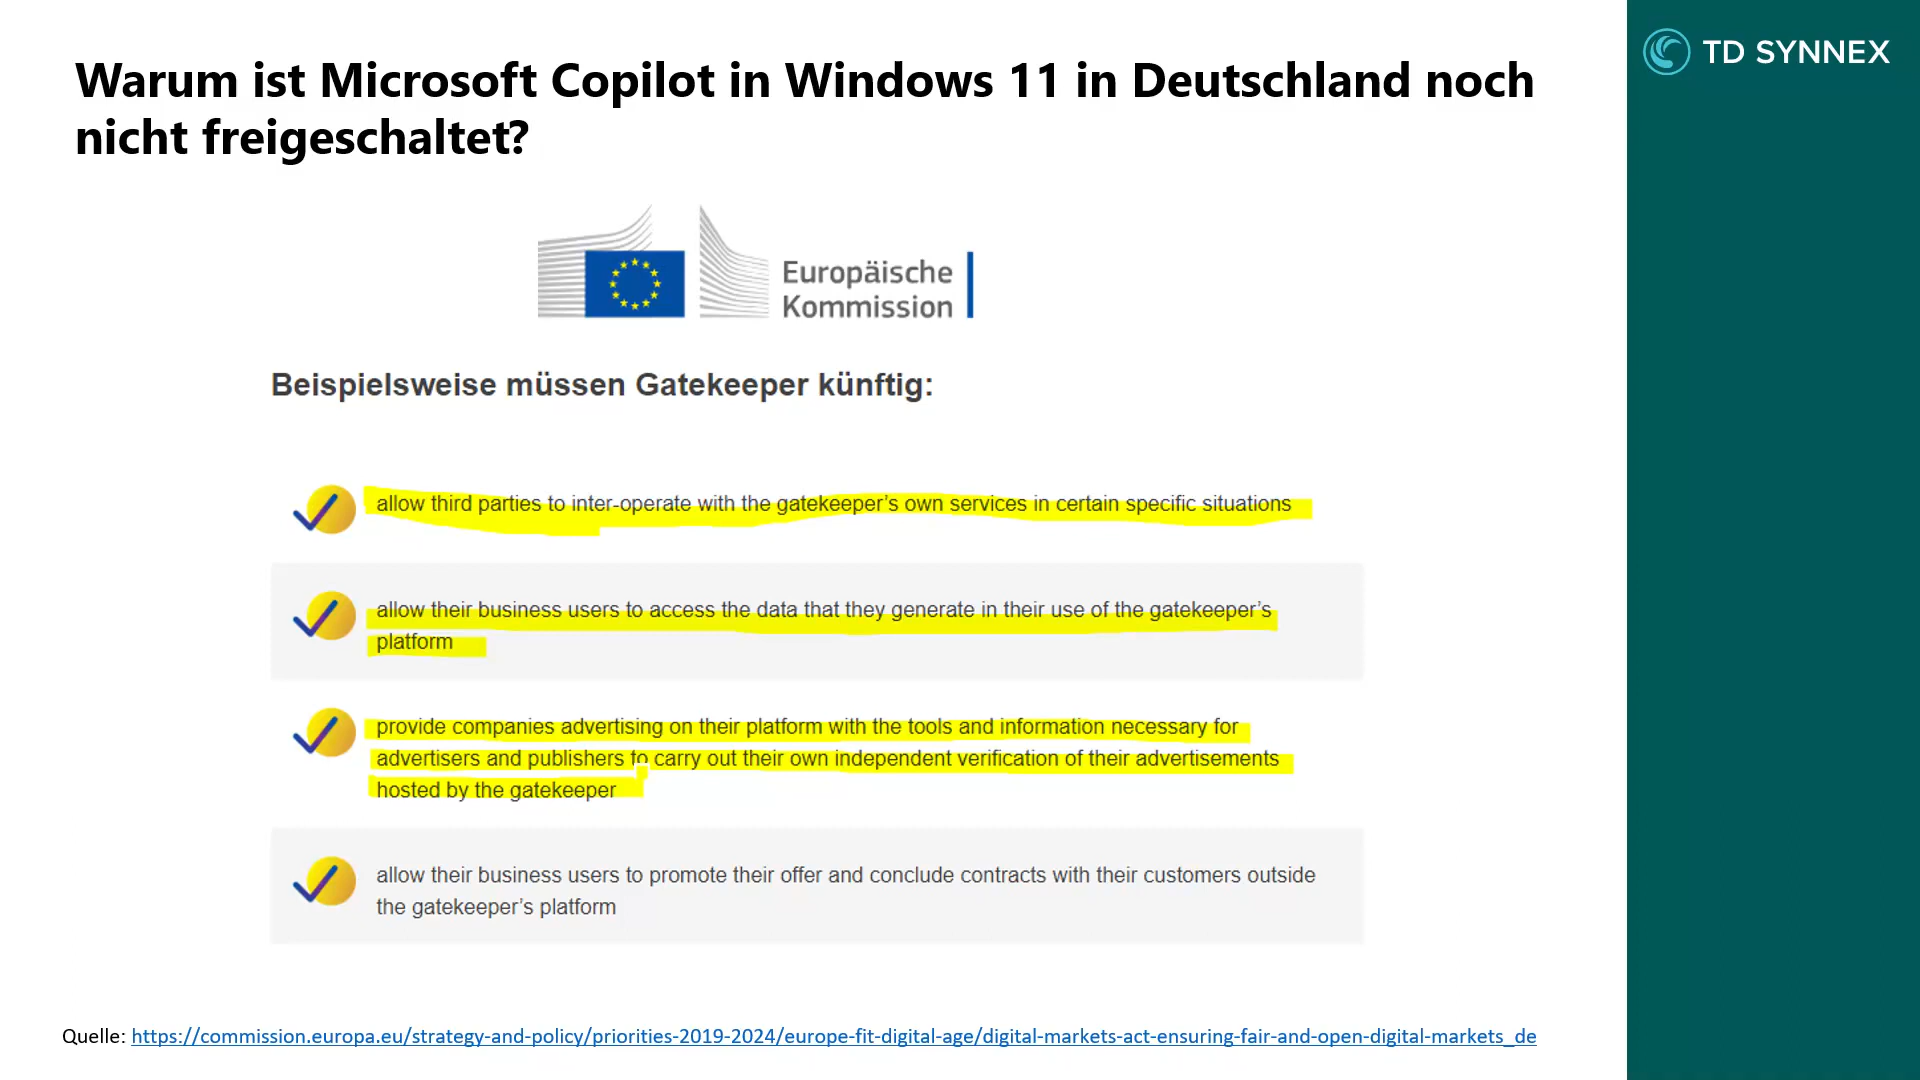 Warum ist Microsoft Copilot in Windows 11 in Deutschland noch
nicht freigeschaltet?
TD SYNNEX
Europäische
Kommission
Beispielsweise müssen Gatekeeper künftig:
allow third parties to inter-operate with the gatekeeper’s own services in certain specific situations
allow their business users to access the data that they generate in their use of the gatekeeper’s
platform
provide companies advertising on their platform with the tools and information necessary for
advertisers and publishers to carry out their own independent verification of their advertisements
hosted by the gatekeeper
allow their business users to promote their offer and conclude contracts with their customers outside
the gatekeeper’s platform
Quelle: https://commission.europa.eu/strategy-and-policy/priorities-2019-2024/europe-fit-digital-age/digital-markets-act-ensuring-fair-and-open-digital-markets_de